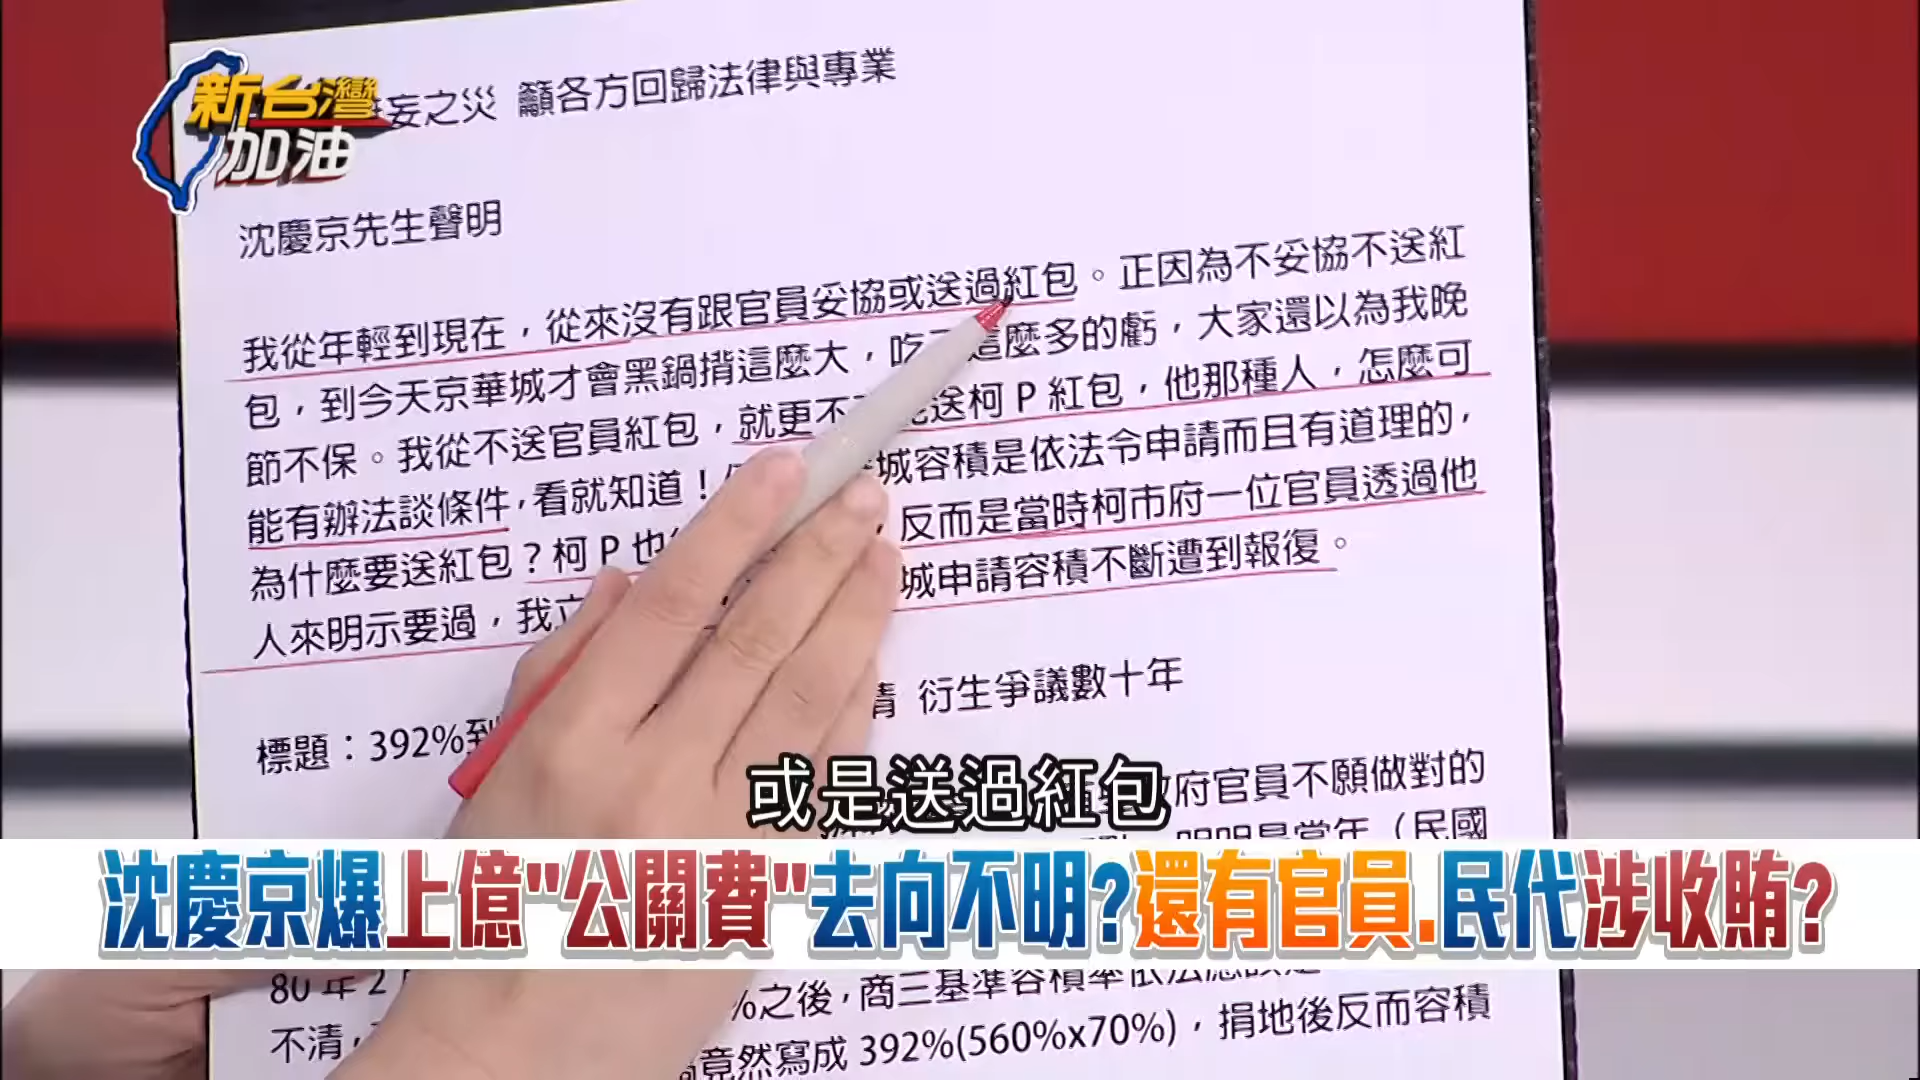 新台灣
加油
妄之災 籲各方回歸法律與專業
沈慶京先生聲明
我從年輕到現在，從來沒有跟官員妥協或送過紅包。正因為不妥協不送紅
包，到今天京華城才會黑鍋揹這麼大，吃 這麼多的虧，大家還以為我晚
節不保。我從不送官員紅包，就更不 送柯 P 紅包，他那種人，怎麼可
能有辦法談條件，看就知道！ 城容積是依法令申請而且有道理的，
為什麼要送紅包？柯 P 也 ，反而是當時柯市府一位官員透過他
人來明示要過，我立 城申請容積不斷遭到報復。
標題：392%到 衍生爭議數十年
或是送過紅包
府官員不願做對的
（民國
沈慶京爆上億"公關費"去向不明?還有官員.民代涉收賄?
80 年 2 %之後，商三基準容積率依法應
不清， 竟然寫成 392%(560%x70%)，捐地後反而容積